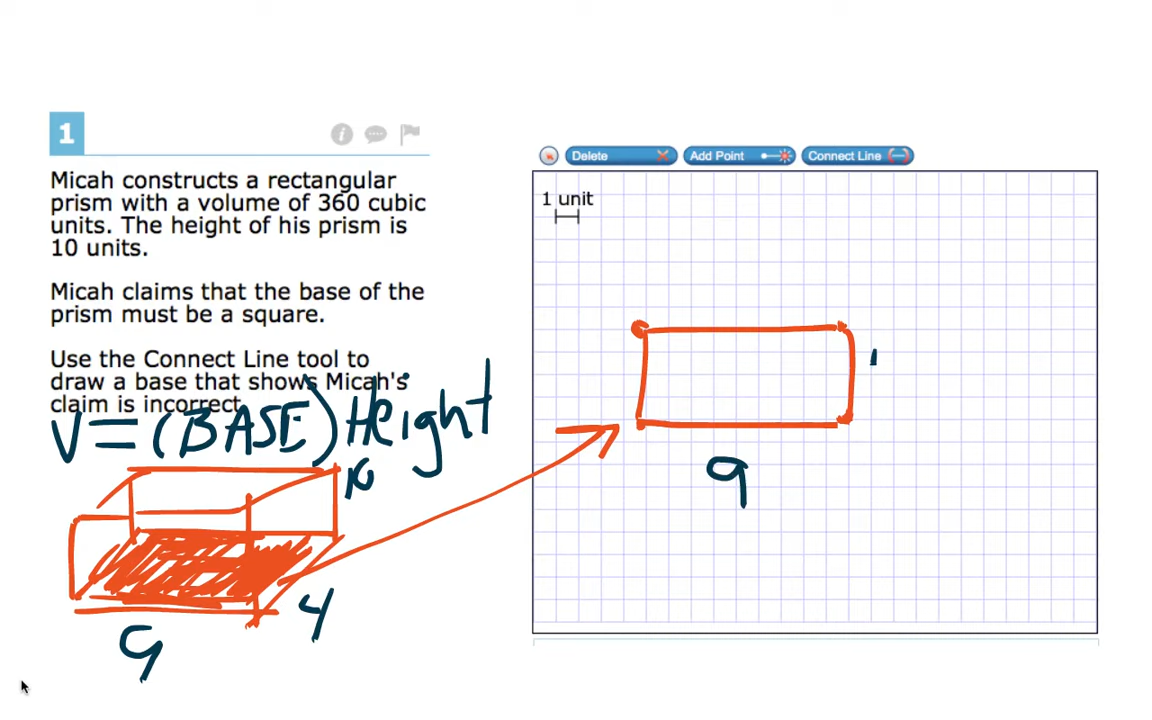 1
Micah constructs a rectangular
prism with a volume of 360 cubic
units. The height of his prism is
10 units.
Micah claims that the base of the
prism must be a square.
Use the Connect Line tool to
draw a base that shows Micah's
claim is incorrect.
V = (BASE) Height
10
4
9
Delete
Add Point
Connect Line
1 unit
9